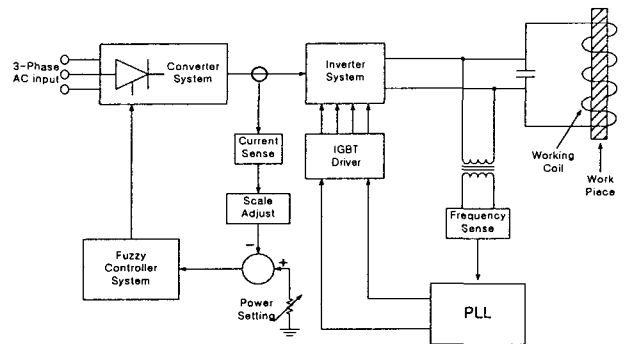 3-Phase
AC input
Converter
System
Inverter
System
Current
Sense
IGBT
Driver
Working
Coil
Work
Piece
Scale
Adjust
Frequency
Sense
Fuzzy
Controller
System
−
+
Power
Setting
PLL